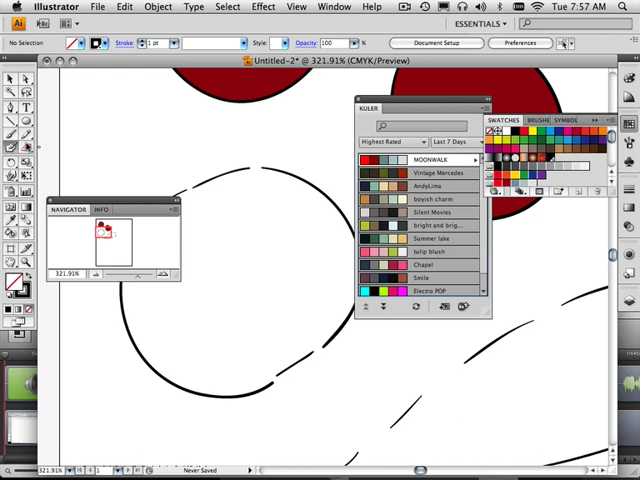 Illustrator File Edit Object Type Select Effect View Window Help Tue 7:57 AM
ESSENTIALS
No Selection Stroke: 1 pt Style: Opacity: 100 % Document Setup Preferences
Untitled-2* @ 321.91% (CMYK/Preview)
KULER
Highest Rated Last 7 Days
MOONWALK
Vintage Mercedes
AndyLima
boyish charm
Silent Movies
bright and brig...
Summer lake
tulip blush
Chapel
Smile
Electro POP
SWATCHES BRUSHE SYMBOL
NAVIGATOR INFO
321.91%
321.91% 1 Never Saved